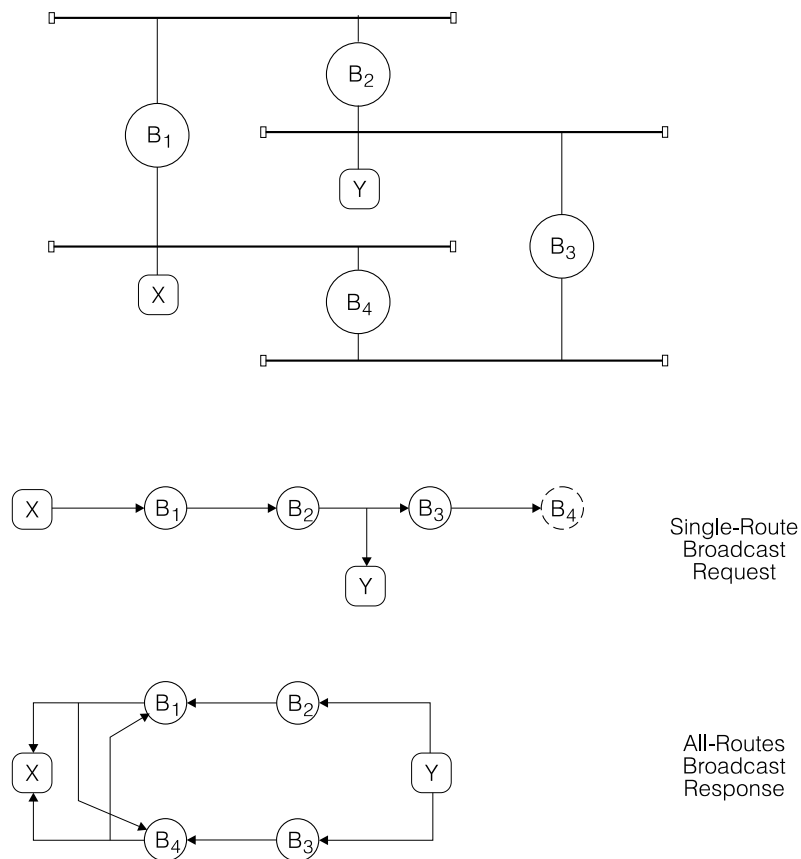 B₂
B₁
Y
B₃
X
B₄
X B₁ B₂ B₃ B₄
Single-Route
Broadcast
Request
Y
B₁ B₂
X Y
All-Routes
Broadcast
Response
B₄ B₃